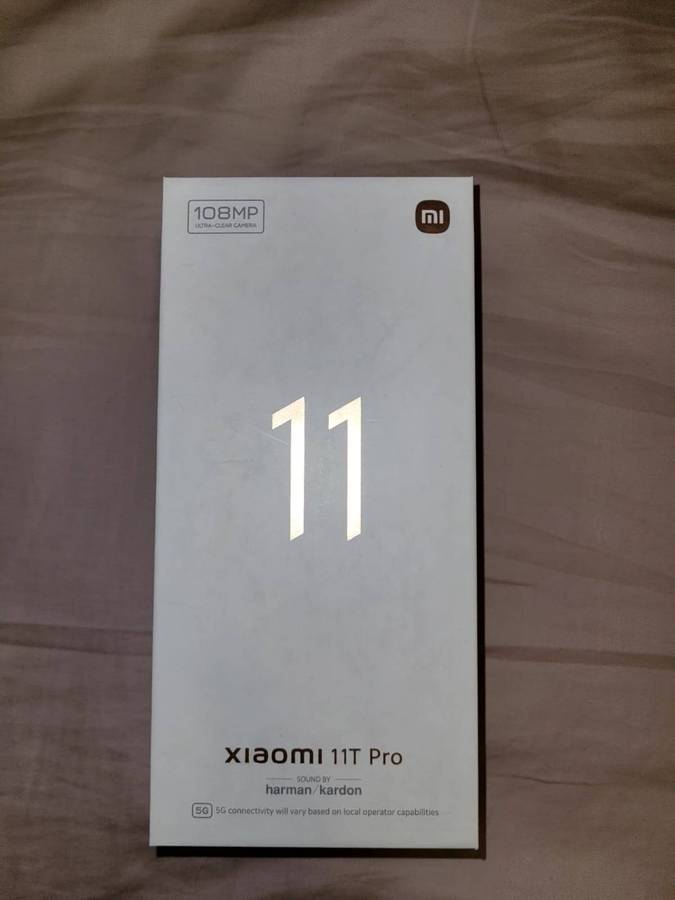 108MP
ULTRA-CLEAR CAMERA
mi
11
xiaomi 11T Pro
SOUND BY
harman/kardon
5G 5G connectivity will vary based on local operator capabilities